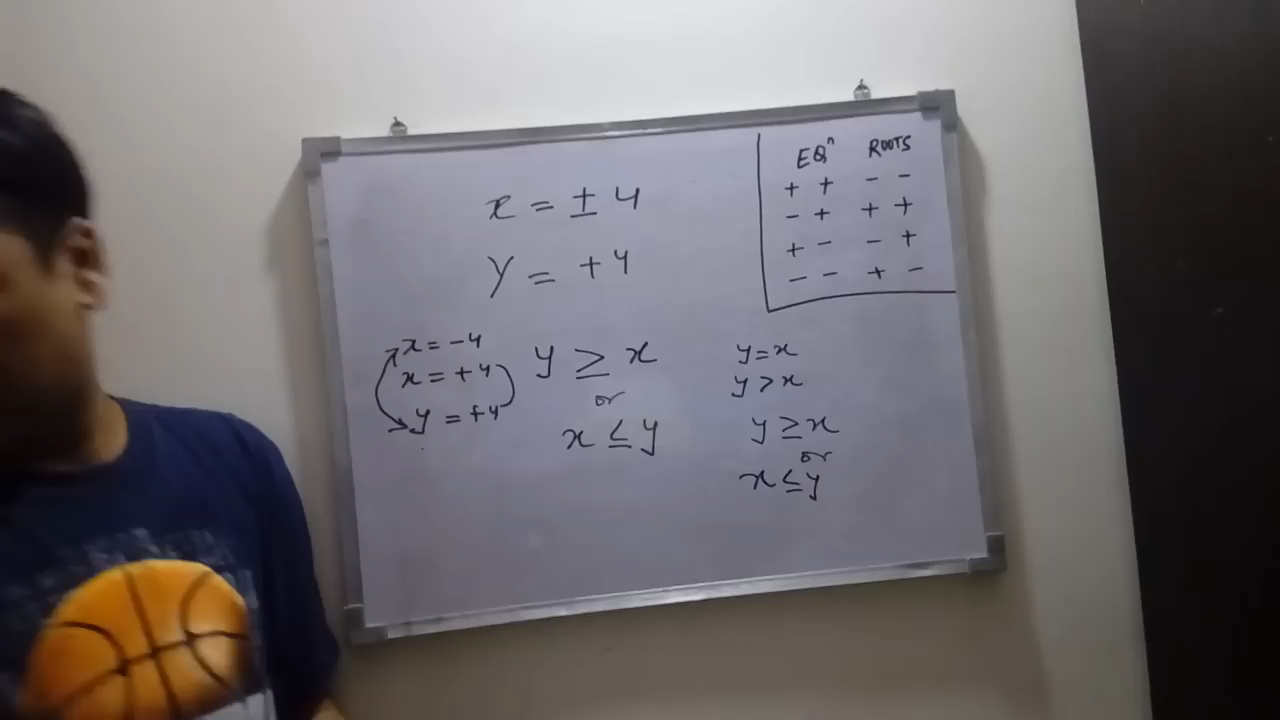 x = ± 4
y = +4
x = -4
x = +4
y = +4
y ≥ x
or
x ≤ y
y = x
y > x
y ≥ x
or
x ≤ y
EQⁿ ROOTS
+ + - -
- + + +
+ - - +
- - + -